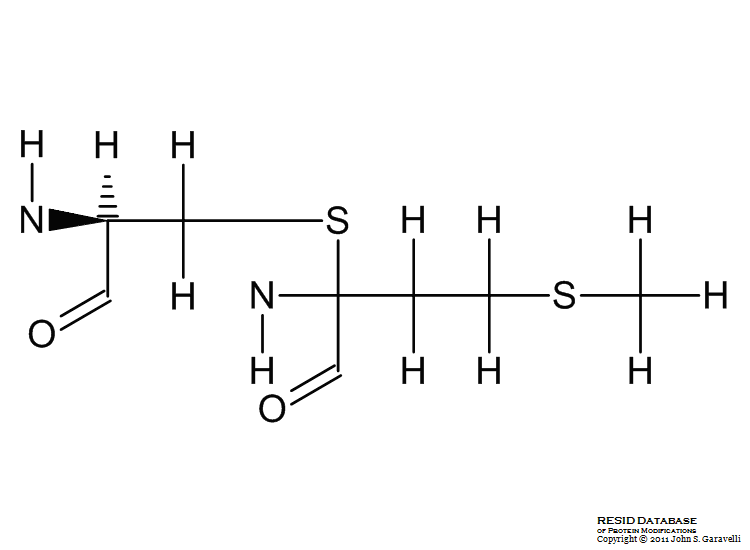 H H H
N S H H H
H N S H
O H H H H
O
RESID DATABASE
OF PROTEIN MODIFICATIONS
Copyright © 2011 John S. Garavelli